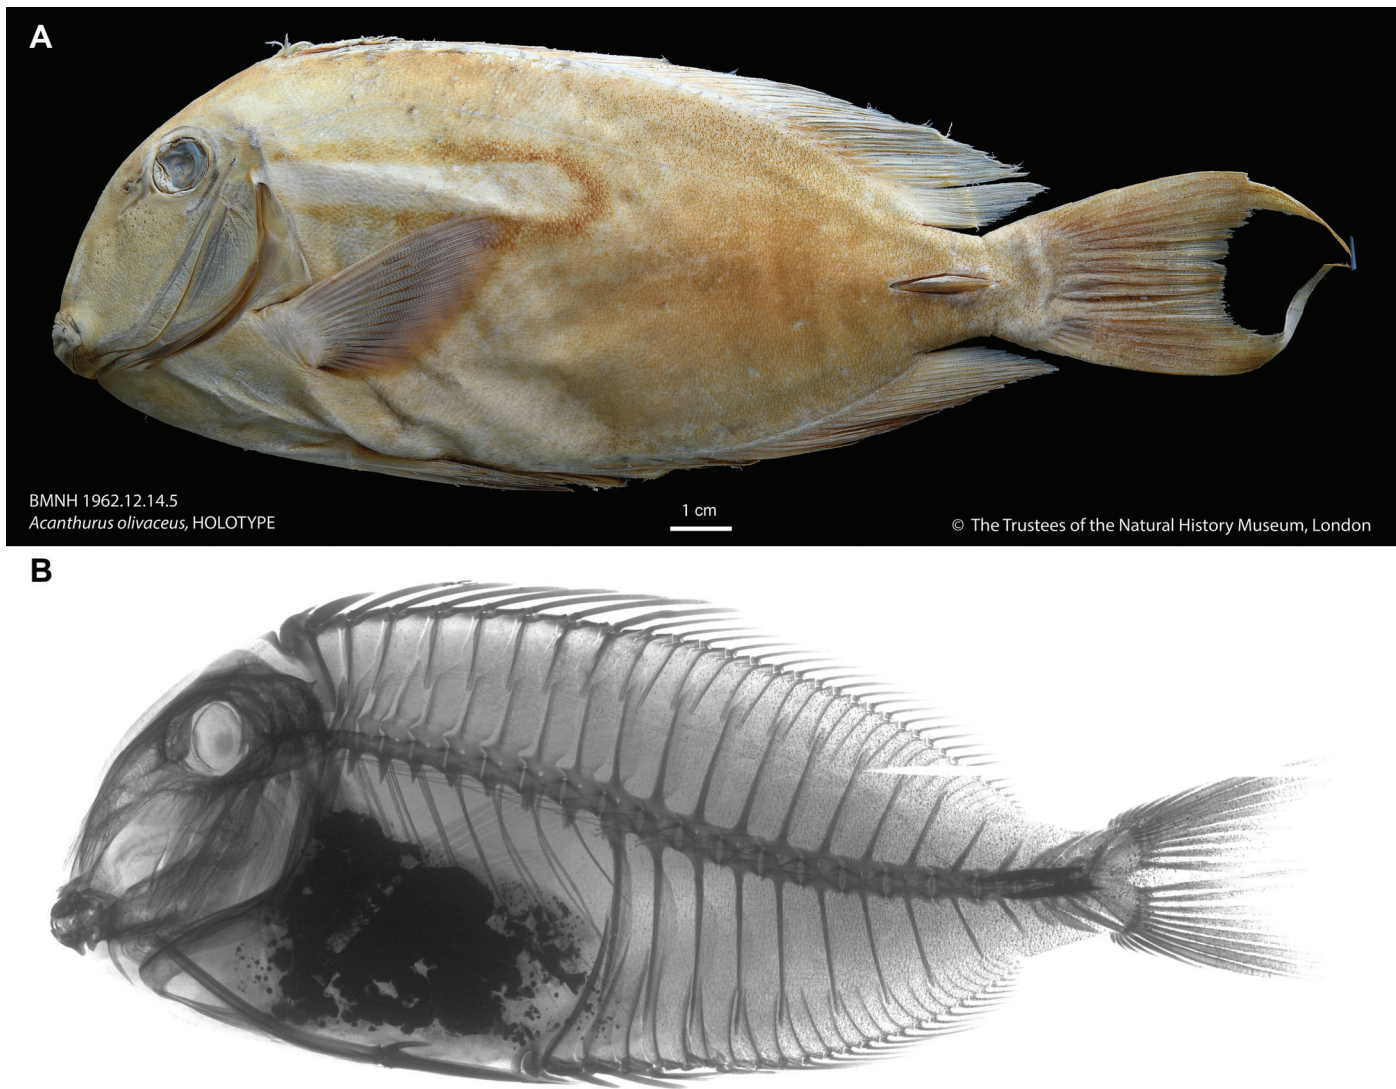 A
BMNH 1962.12.14.5
Acanthurus olivaceus, HOLOTYPE
1 cm
© The Trustees of the Natural History Museum, London
B